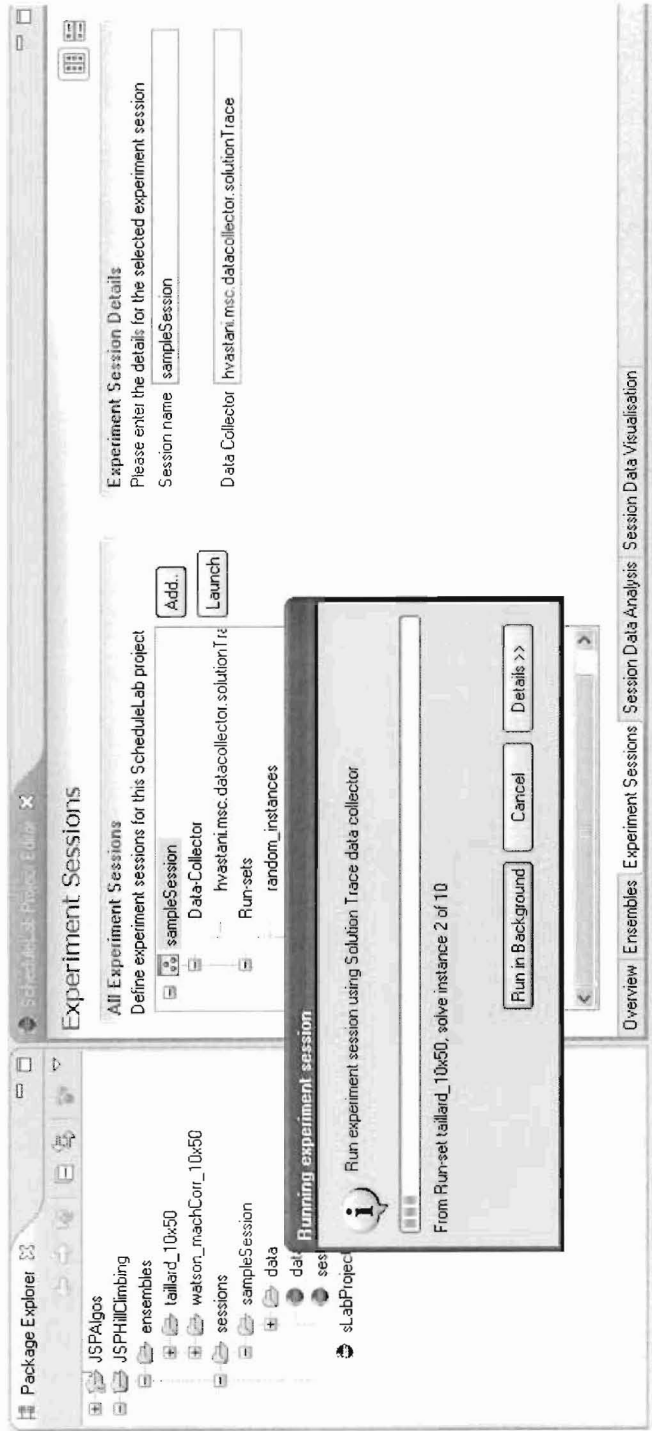 Package Explorer
JSPAlgos
JSPHillClimbing
ensembles
taillard_10x50
watson_machCorr_10x50
sessions
sampleSession
data
dat
ses
sLabProject
ScheduleLab Project Editor
Experiment Sessions
All Experiment Sessions
Define experiment sessions for this ScheduleLab project
sampleSession
Data-Collector
hvastani.msc.datacollector.solutionTra
Run-sets
random_instances
Add..
Launch
Experiment Session Details
Please enter the details for the selected experiment session
Session name sampleSession
Data Collector hvastani.msc.datacollector.solutionTrace
Running experiment session
Run experiment session using Solution Trace data collector
From Run-set taillard_10x50, solve instance 2 of 10
Run in Background Cancel Details >>
Overview Ensembles Experiment Sessions Session Data Analysis Session Data Visualisation